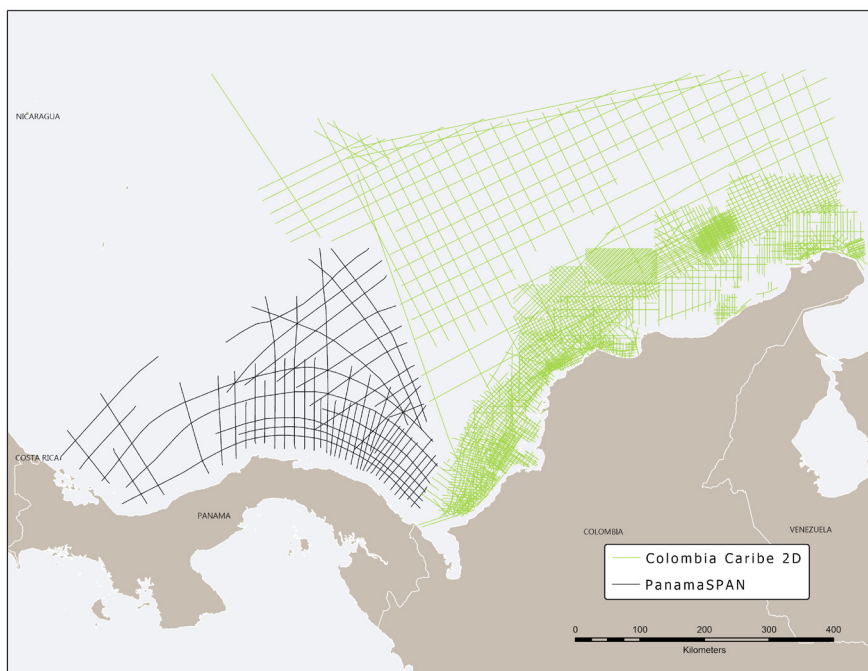 NICARAGUA
COSTA RICA
PANAMA
COLOMBIA
VENEZUELA
Colombia Caribe 2D
PanamaSPAN
0 100 200 300 400
Kilometers